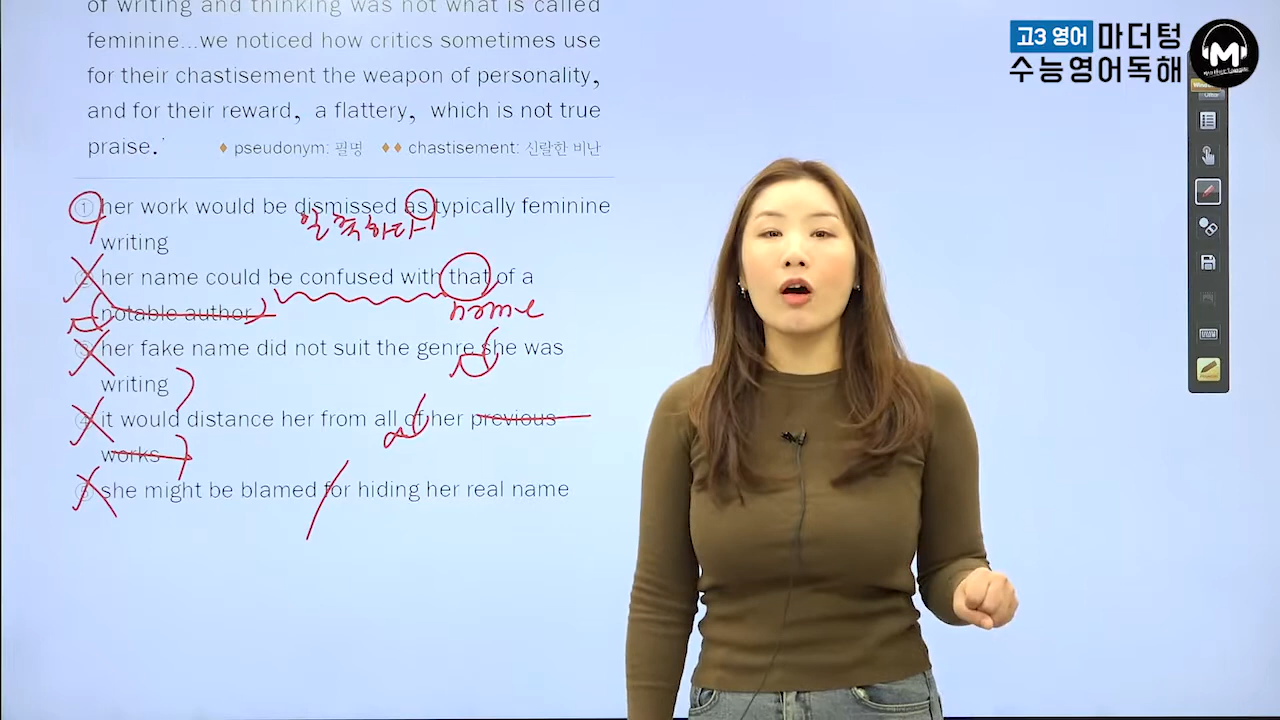 of writing and thinking was not what is called
feminine...we noticed how critics sometimes use
for their chastisement the weapon of personality,
and for their reward, a flattery, which is not true
praise.
♦ pseudonym: 필명 ♦♦ chastisement: 신랄한 비난
① her work would be dismissed as typically feminine
일축하다
writing
② her name could be confused with that of a
notable author
name
③ her fake name did not suit the genre she was
writing
④ it would distance her from all of her previous
works
⑤ she might be blamed for hiding her real name
고3 영어 마더텅
수능영어독해
M